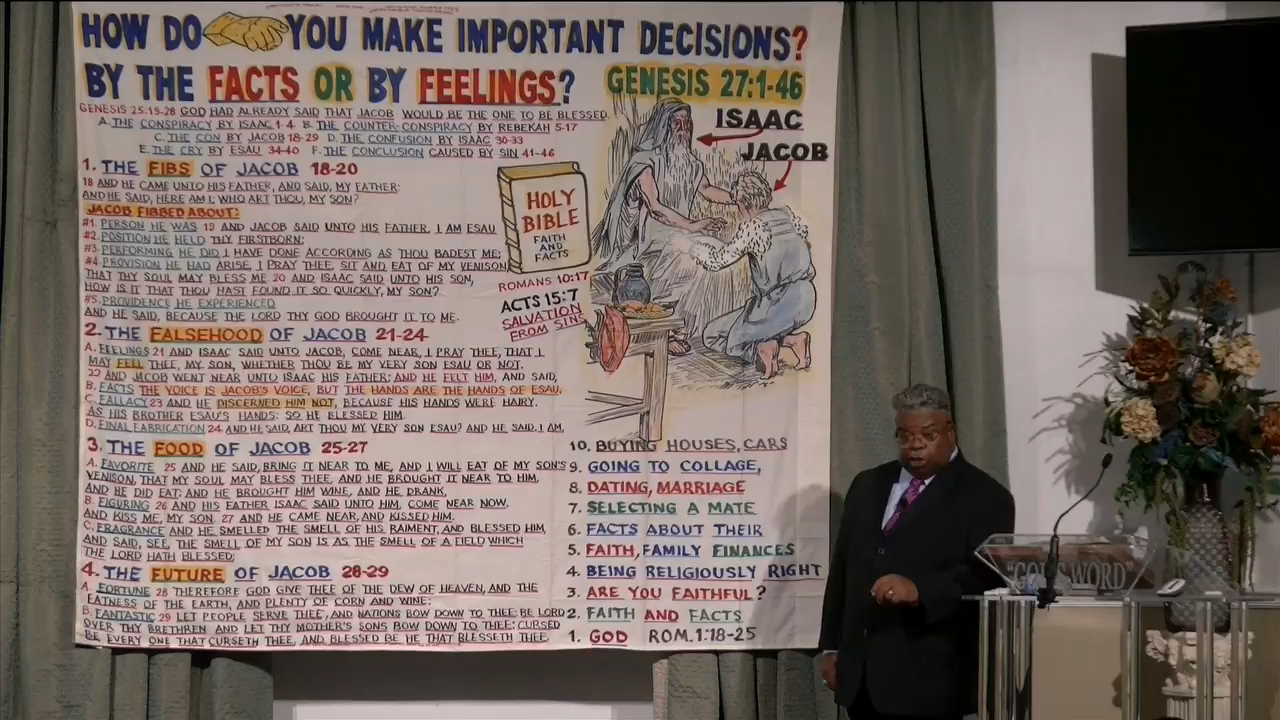 HOW DO YOU MAKE IMPORTANT DECISIONS?
BY THE FACTS OR BY FEELINGS? GENESIS 27:1-46
GENESIS 25:19-28 GOD HAD ALREADY SAID THAT JACOB WOULD BE THE ONE TO BE BLESSED.
A. THE CONSPIRACY BY ISAAC 1-4 B. THE COUNTER-CONSPIRACY BY REBEKAH 5-17
C. THE CON BY JACOB 18-29 D. THE CONFUSION BY ISAAC 30-33
E. THE CRY BY ESAU 34-40 F. THE CONCLUSION CAUSED BY SIN 41-46
1. THE FIBS OF JACOB 18-20
18 AND HE CAME UNTO HIS FATHER, AND SAID, MY FATHER:
AND HE SAID, HERE AM I; WHO ART THOU, MY SON?
JACOB FIBBED ABOUT:
#1. PERSON HE WAS 19 AND JACOB SAID UNTO HIS FATHER, I AM ESAU
#2. POSITION HE HELD THY FIRSTBORN;
#3. PERFORMING HE DID I HAVE DONE ACCORDING AS THOU BADEST ME;
#4. PROVISION HE HAD ARISE, I PRAY THEE, SIT AND EAT OF MY VENISON,
THAT THY SOUL MAY BLESS ME 20 AND ISAAC SAID UNTO HIS SON,
HOW IS IT THAT THOU HAST FOUND IT SO QUICKLY, MY SON?
#5. PROVIDENCE HE EXPERIENCED
AND HE SAID, BECAUSE THE LORD THY GOD BROUGHT IT TO ME.
2. THE FALSEHOOD OF JACOB 21-24
A. FEELINGS 21 AND ISAAC SAID UNTO JACOB, COME NEAR, I PRAY THEE, THAT I
MAY FEEL THEE, MY SON, WHETHER THOU BE MY VERY SON ESAU OR NOT.
22 AND JACOB WENT NEAR UNTO ISAAC HIS FATHER; AND HE FELT HIM, AND SAID,
B. FACTS THE VOICE IS JACOB'S VOICE, BUT THE HANDS ARE THE HANDS OF ESAU.
C. FALLACY 23 AND HE DISCERNED HIM NOT, BECAUSE HIS HANDS WERE HAIRY,
AS HIS BROTHER ESAU'S HANDS: SO HE BLESSED HIM.
D. FINAL FABRICATION 24 AND HE SAID, ART THOU MY VERY SON ESAU? AND HE SAID, I AM.
3. THE FOOD OF JACOB 25-27
A. FAVORITE 25 AND HE SAID, BRING IT NEAR TO ME, AND I WILL EAT OF MY SON'S
VENISON, THAT MY SOUL MAY BLESS THEE. AND HE BROUGHT IT NEAR TO HIM,
AND HE DID EAT: AND HE BROUGHT HIM WINE, AND HE DRANK.
B. FIGURING 26 AND HIS FATHER ISAAC SAID UNTO HIM, COME NEAR NOW,
AND KISS ME, MY SON. 27 AND HE CAME NEAR, AND KISSED HIM:
C. FRAGRANCE AND HE SMELLED THE SMELL OF HIS RAMENT, AND BLESSED HIM,
AND SAID, SEE, THE SMELL OF MY SON IS AS THE SMELL OF A FIELD WHICH
THE LORD HATH BLESSED;
4. THE FUTURE OF JACOB 28-29
A. FORTUNE 28 THEREFORE GOD GIVE THEE OF THE DEW OF HEAVEN, AND THE
FATNESS OF THE EARTH, AND PLENTY OF CORN AND WINE:
B. FANTASTIC 29 LET PEOPLE SERVE THEE, AND NATIONS BOW DOWN TO THEE: BE LORD
OVER THY BRETHREN AND LET THY MOTHER'S SONS BOW DOWN TO THEE: CURSED
BE EVERY ONE THAT CURSETH THEE, AND BLESSED BE HE THAT BLESSETH THEE.
HOLY
BIBLE
FAITH
AND
FACTS
ROMANS 10:17
ACTS 15:7
SALVATION
FROM SINS
ISAAC
JACOB
10. BUYING HOUSES, CARS
9. GOING TO COLLAGE,
8. DATING, MARRIAGE
7. SELECTING A MATE
6. FACTS ABOUT THEIR
5. FAITH, FAMILY FINANCES
4. BEING RELIGIOUSLY RIGHT
3. ARE YOU FAITHFUL?
2. FAITH AND FACTS
1. GOD ROM. 1:18-25
"GOD'S WORD"